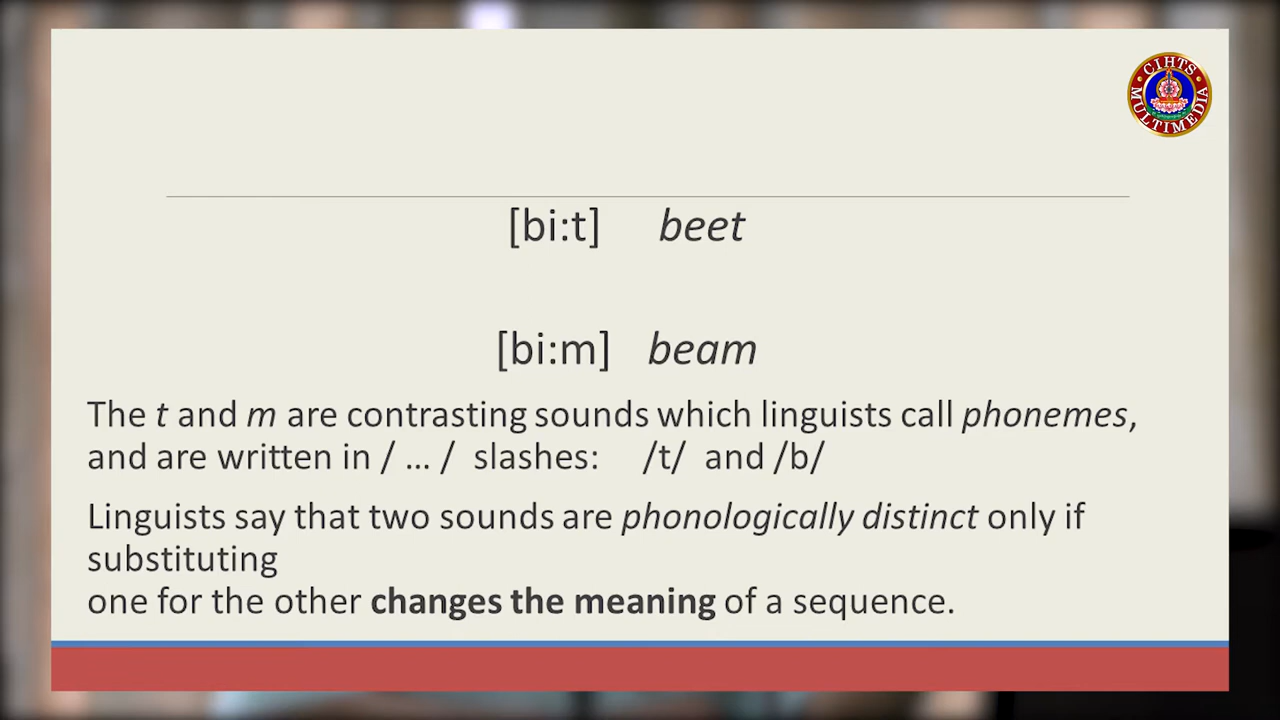 CIHTS
MULTIMEDIA
[bi:t] beet
[bi:m] beam
The t and m are contrasting sounds which linguists call phonemes,
and are written in / … / slashes: /t/ and /b/
Linguists say that two sounds are phonologically distinct only if
substituting
one for the other changes the meaning of a sequence.